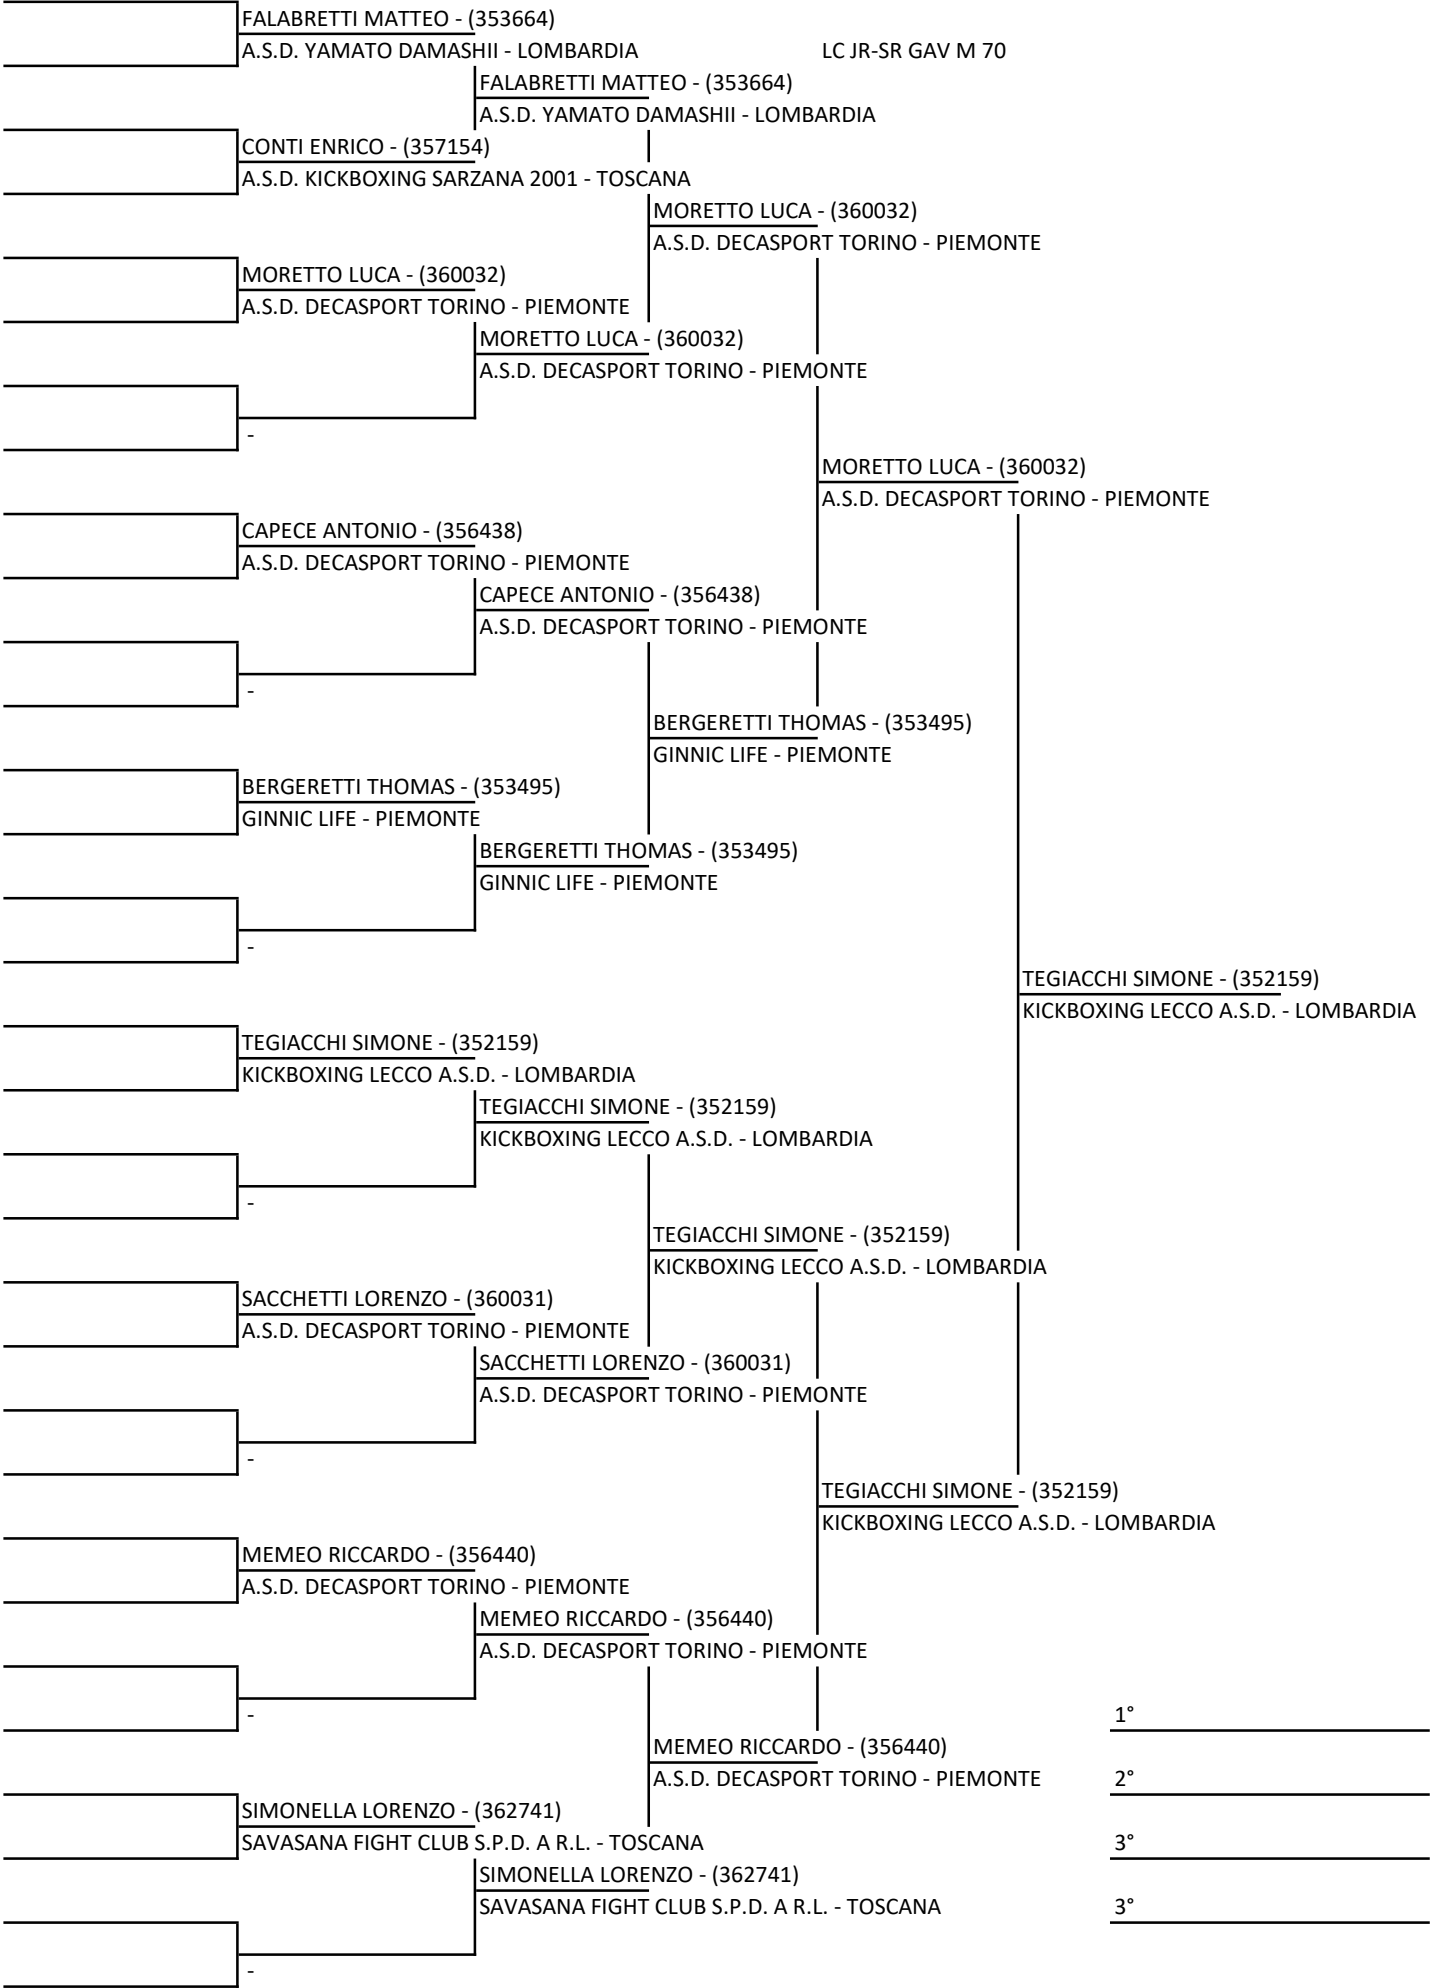 FALABRETTI MATTEO - (353664)
A.S.D. YAMATO DAMASHII - LOMBARDIA
LC JR-SR GAV M 70
FALABRETTI MATTEO - (353664)
A.S.D. YAMATO DAMASHII - LOMBARDIA
CONTI ENRICO - (357154)
A.S.D. KICKBOXING SARZANA 2001 - TOSCANA
MORETTO LUCA - (360032)
A.S.D. DECASPORT TORINO - PIEMONTE
MORETTO LUCA - (360032)
A.S.D. DECASPORT TORINO - PIEMONTE
MORETTO LUCA - (360032)
A.S.D. DECASPORT TORINO - PIEMONTE
-
MORETTO LUCA - (360032)
A.S.D. DECASPORT TORINO - PIEMONTE
CAPECE ANTONIO - (356438)
A.S.D. DECASPORT TORINO - PIEMONTE
CAPECE ANTONIO - (356438)
A.S.D. DECASPORT TORINO - PIEMONTE
-
BERGERETTI THOMAS - (353495)
GINNIC LIFE - PIEMONTE
BERGERETTI THOMAS - (353495)
GINNIC LIFE - PIEMONTE
BERGERETTI THOMAS - (353495)
GINNIC LIFE - PIEMONTE
-
TEGIACCHI SIMONE - (352159)
KICKBOXING LECCO A.S.D. - LOMBARDIA
TEGIACCHI SIMONE - (352159)
KICKBOXING LECCO A.S.D. - LOMBARDIA
TEGIACCHI SIMONE - (352159)
KICKBOXING LECCO A.S.D. - LOMBARDIA
-
TEGIACCHI SIMONE - (352159)
KICKBOXING LECCO A.S.D. - LOMBARDIA
SACCHETTI LORENZO - (360031)
A.S.D. DECASPORT TORINO - PIEMONTE
SACCHETTI LORENZO - (360031)
A.S.D. DECASPORT TORINO - PIEMONTE
-
TEGIACCHI SIMONE - (352159)
KICKBOXING LECCO A.S.D. - LOMBARDIA
MEMEO RICCARDO - (356440)
A.S.D. DECASPORT TORINO - PIEMONTE
MEMEO RICCARDO - (356440)
A.S.D. DECASPORT TORINO - PIEMONTE
-
1°
MEMEO RICCARDO - (356440)
A.S.D. DECASPORT TORINO - PIEMONTE
2°
SIMONELLA LORENZO - (362741)
SAVASANA FIGHT CLUB S.P.D. A R.L. - TOSCANA
3°
SIMONELLA LORENZO - (362741)
SAVASANA FIGHT CLUB S.P.D. A R.L. - TOSCANA
3°
-